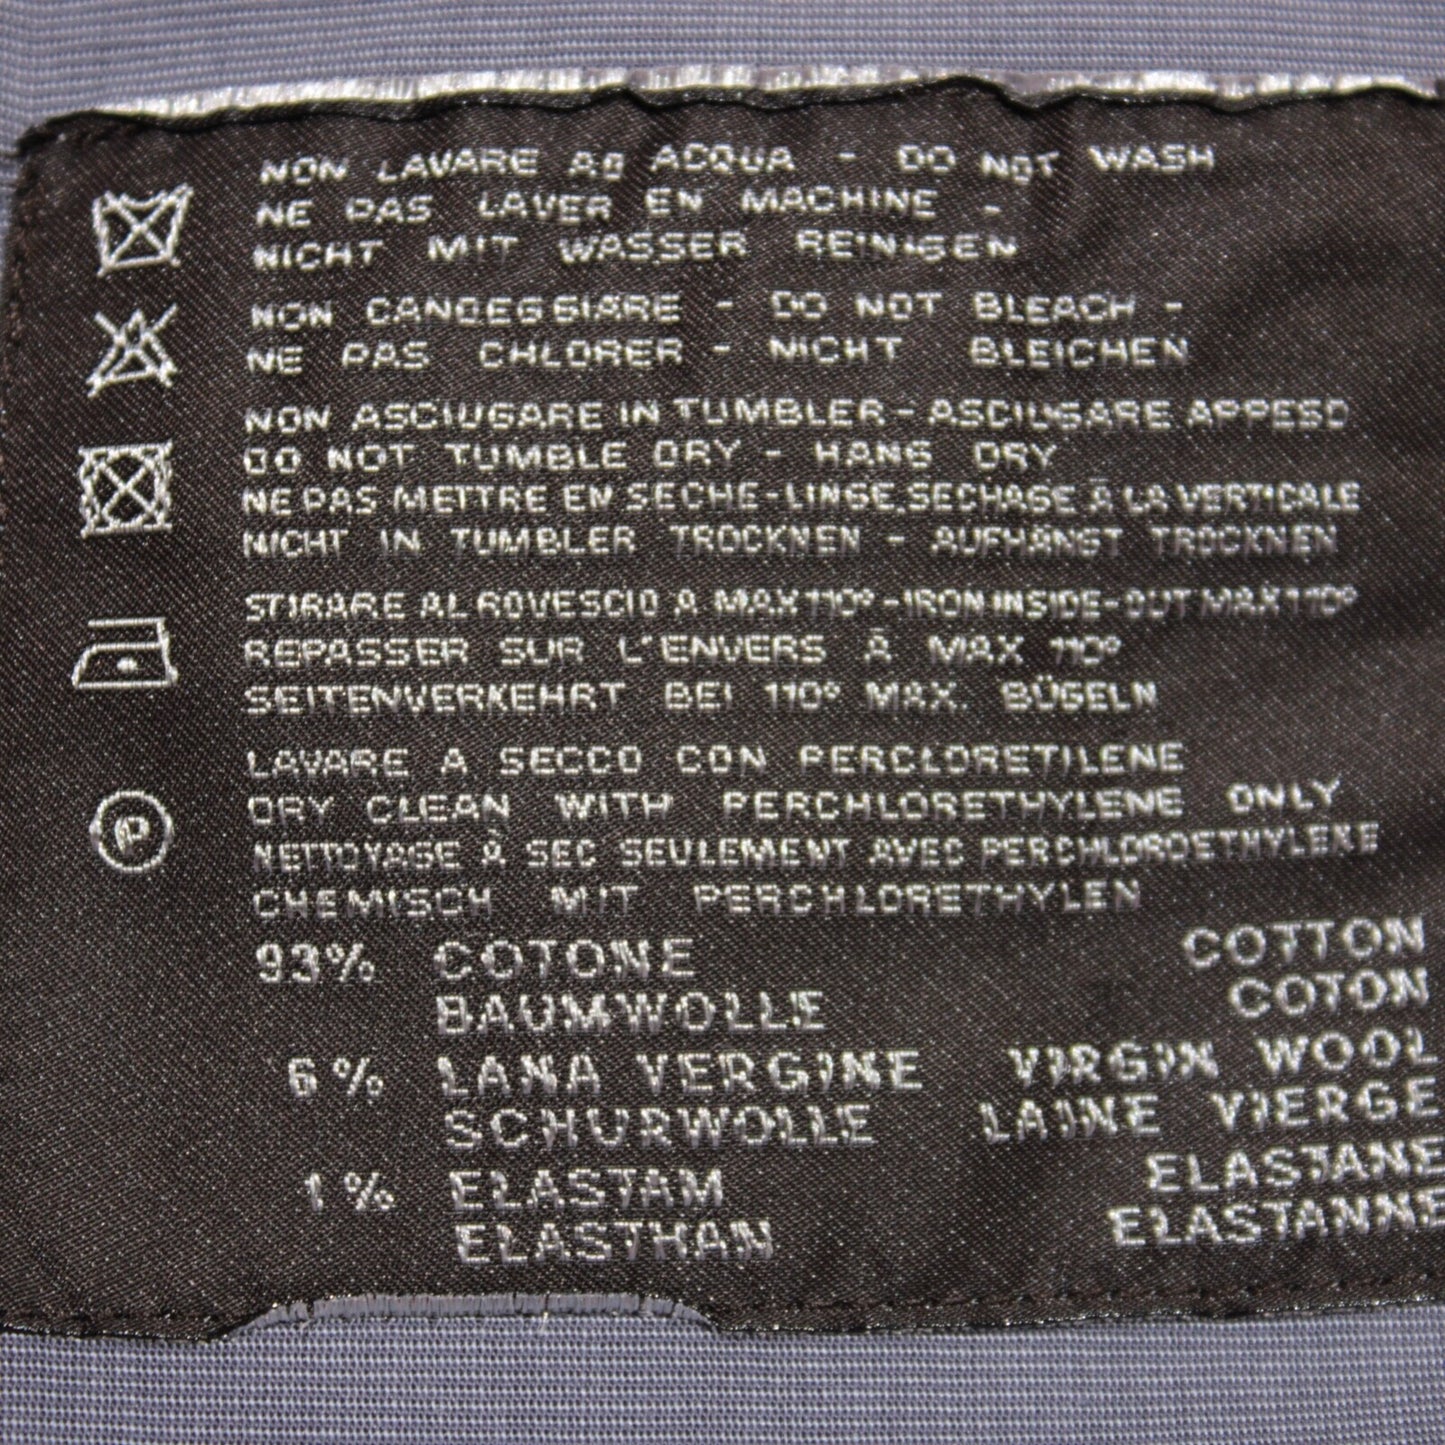 NON LAVARE AD ACQUA - DO NOT WASH
NE PAS LAVER EN MACHINE -
NICHT MIT WASSER REINIGEN
NON CANDEGGIARE - DO NOT BLEACH -
NE PAS CHLORER - NICHT BLEICHEN
NON ASCIUGARE IN TUMBLER - ASCIUGARE APPESO
DO NOT TUMBLE DRY - HANG DRY
NE PAS METTRE EN SECHE-LINGE, SECHAGE À LA VERTICALE
NICHT IN TUMBLER TROCKNEN - AUFHÄNGT TROCKNEN
STIRARE AL ROVESCIO A MAX 110° - IRON INSIDE-OUT MAX 110°
REPASSER SUR L'ENVERS À MAX 110°
SEITENVERKEHRT BEI 110° MAX. BÜGELN
LAVARE A SECCO CON PERCLORETILENE
P DRY CLEAN WITH PERCHLORETHYLENE ONLY
NETTOYAGE À SEC SEULEMENT AVEC PERCHLOROETHYLENE
CHEMISCH MIT PERCHLORETHYLEN
93% COTONE COTTON
BAUMWOLLE COTON
6% LANA VERGINE VIRGIN WOOL
SCHURWOLLE LAINE VIERGE
1% ELASTAM ELASTANE
ELASTHAN ELASTANNE